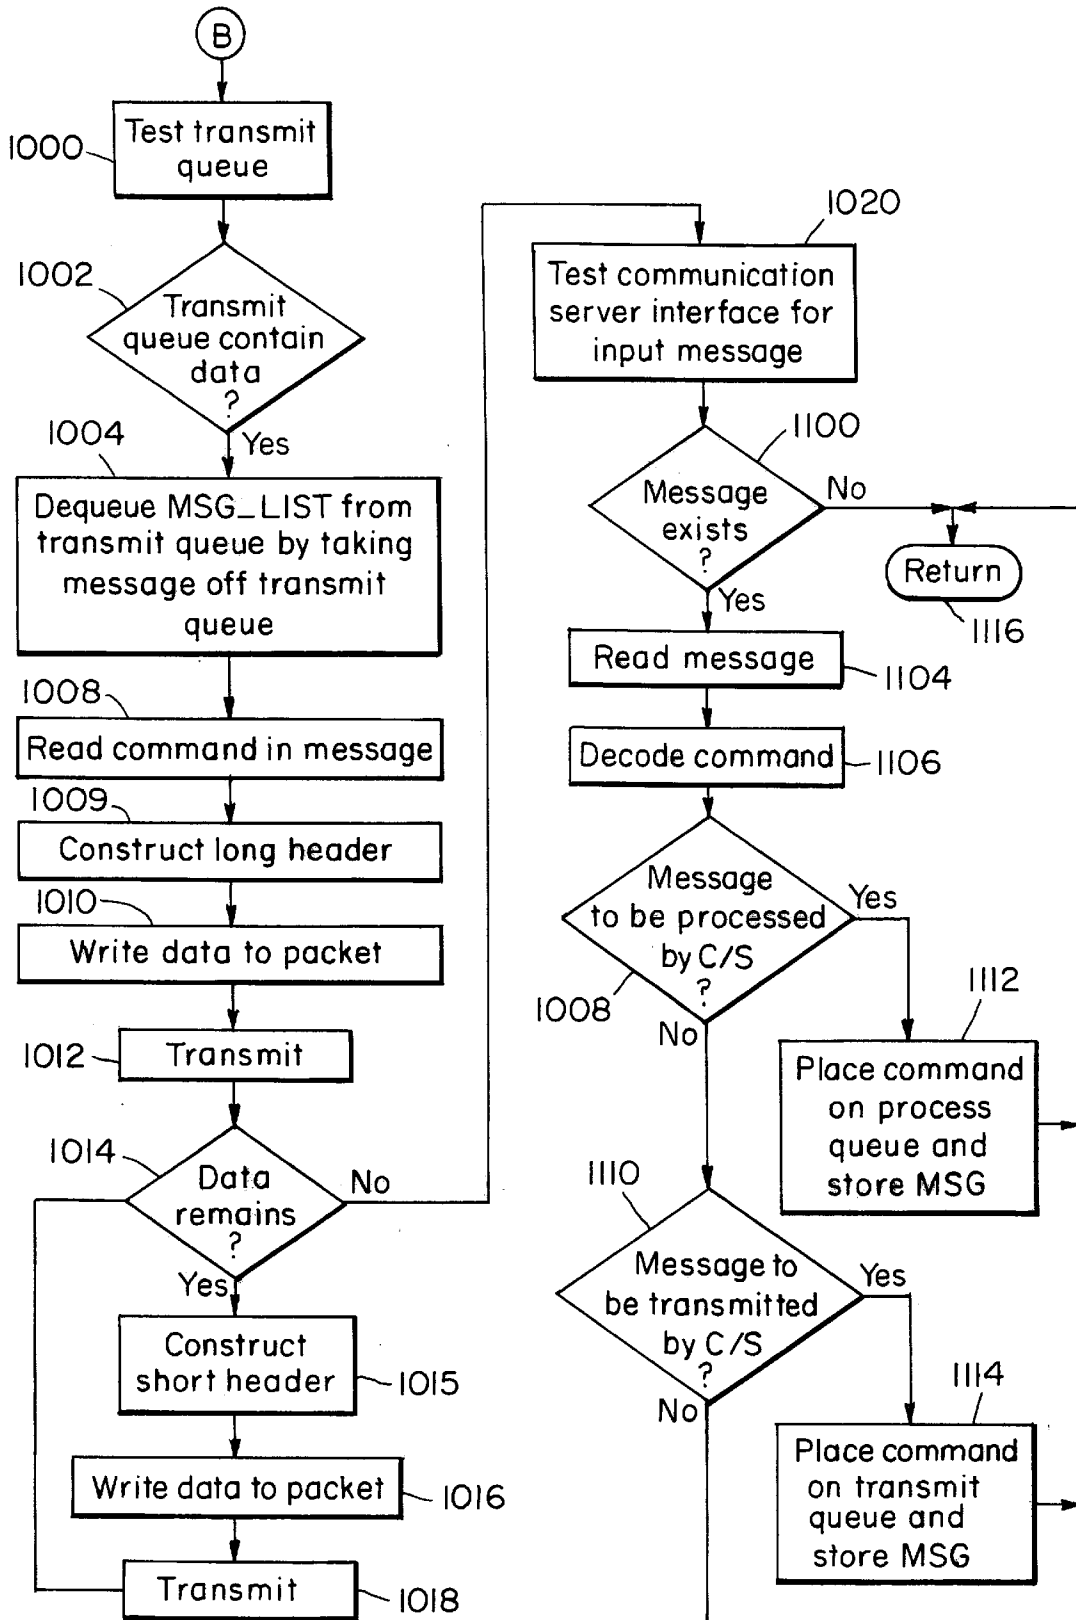 B
1000
Test transmit
queue
1002
Transmit
queue contain
data
?
Yes
1004
Dequeue MSG_LIST from
transmit queue by taking
message off transmit
queue
1008
Read command in message
1009
Construct long header
1010
Write data to packet
1012
Transmit
1014
Data
remains
?
No
Yes
Construct
short header
1015
Write data to packet
1016
Transmit
1018
1020
Test communication
server interface for
input message
1100
Message
exists
?
No
Yes
Return
1116
Read message
1104
Decode command
1106
Message
to be processed
by C/S
?
Yes
1008
No
1112
Place command
on process
queue and
store MSG
1110
Message to
be transmitted
by C/S
?
Yes
No
1114
Place command
on transmit
queue and
store MSG